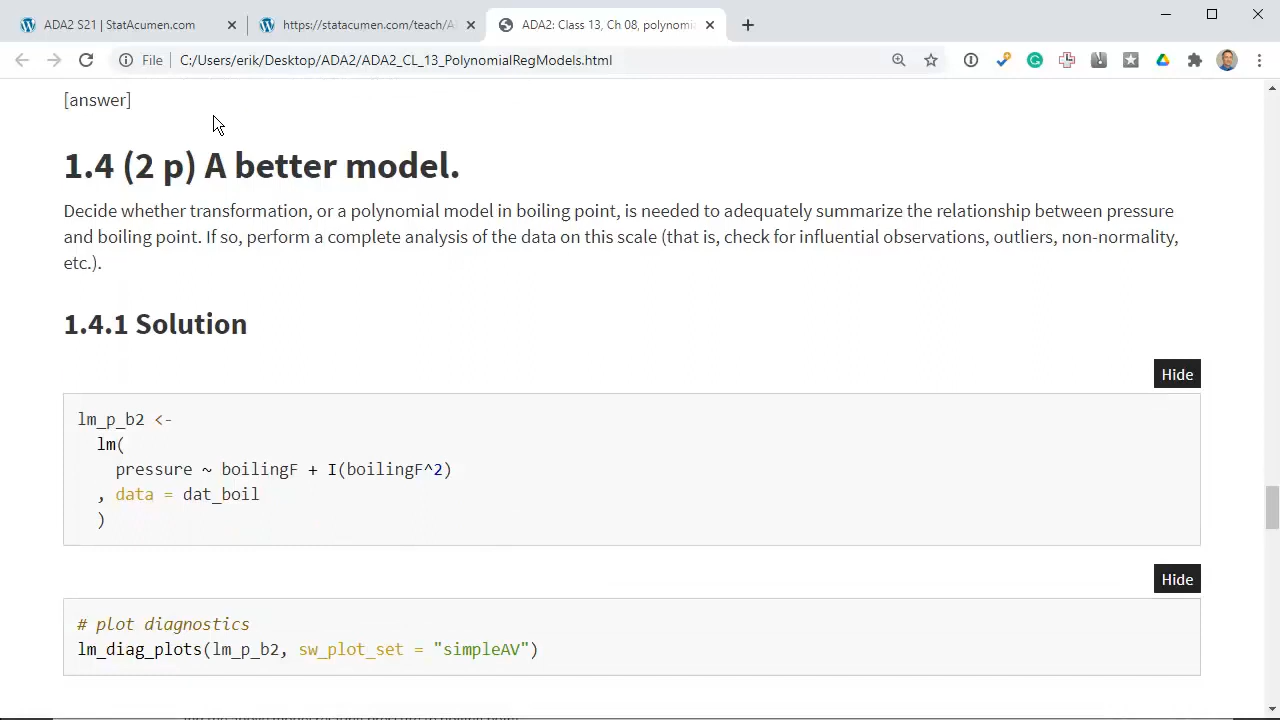 ADA2 S21 | StatAcumen.com
https://statacumen.com/teach/A
ADA2: Class 13, Ch 08, polynomia
File
C:/Users/erik/Desktop/ADA2/ADA2_CL_13_PolynomialRegModels.html
[answer]
1.4 (2 p) A better model.
Decide whether transformation, or a polynomial model in boiling point, is needed to adequately summarize the relationship between pressure
and boiling point. If so, perform a complete analysis of the data on this scale (that is, check for influential observations, outliers, non-normality,
etc.).
1.4.1 Solution
Hide
lm_p_b2 <-
lm(
pressure ~ boilingF + I(boilingF^2)
, data = dat_boil
)
Hide
# plot diagnostics
lm_diag_plots(lm_p_b2, sw_plot_set = "simpleAV")